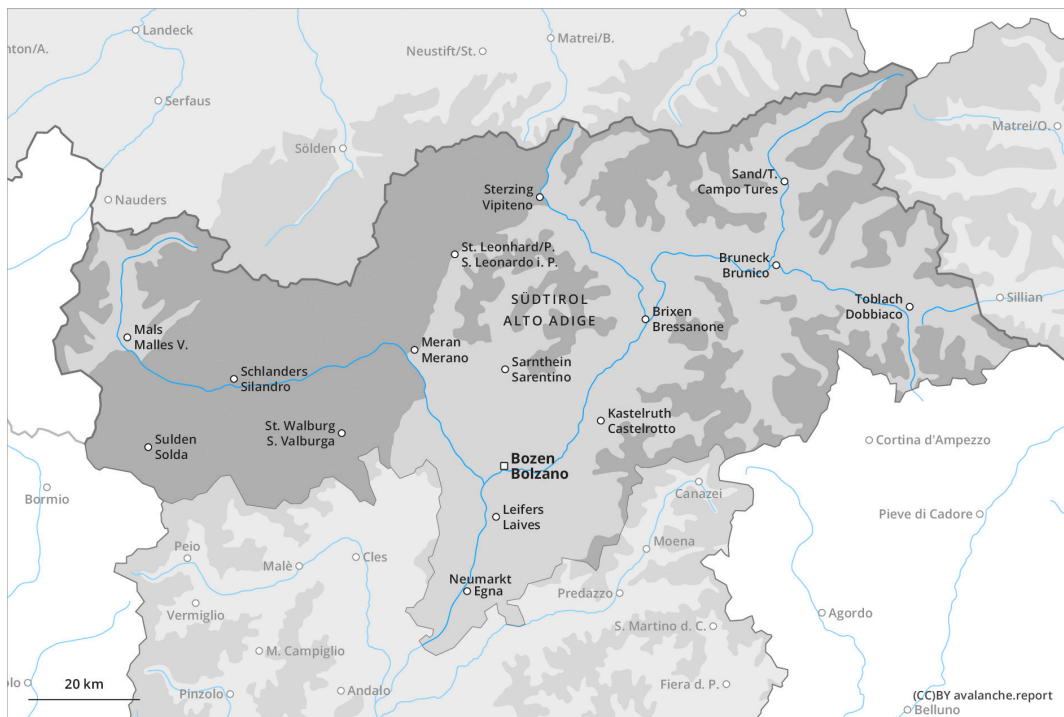 Landeck
Matrei/B.
Neustift/St.
nton/A.
Serfaus
Matrei/O.
Sölden
Sand/T.
Campo Tures
Sterzing
Vipiteno
Nauders
St. Leonhard/P.
S. Leonardo i. P.
Bruneck
Brunico
SÜDTIROL
ALTO ADIGE
Toblach
Dobbiaco
Sillian
Brixen
Bressanone
Mals
Malles V.
Meran
Merano
Sarnthein
Sarentino
Schlanders
Silandro
Kastelruth
Castelrotto
St. Walburg
S. Valburga
Sulden
Solda
Cortina d'Ampezzo
Bozen
Bolzano
Bormio
Canazei
Leifers
Laives
Pieve di Cadore
Moena
Peio
Cles
Malè
Neumarkt
Egna
Predazzo
Vermiglio
Agordo
S. Martino d. C.
M. Campiglio
20 km
olo
Pinzolo
Andalo
Fiera d. P.
(CC)BY avalanche.report
Belluno